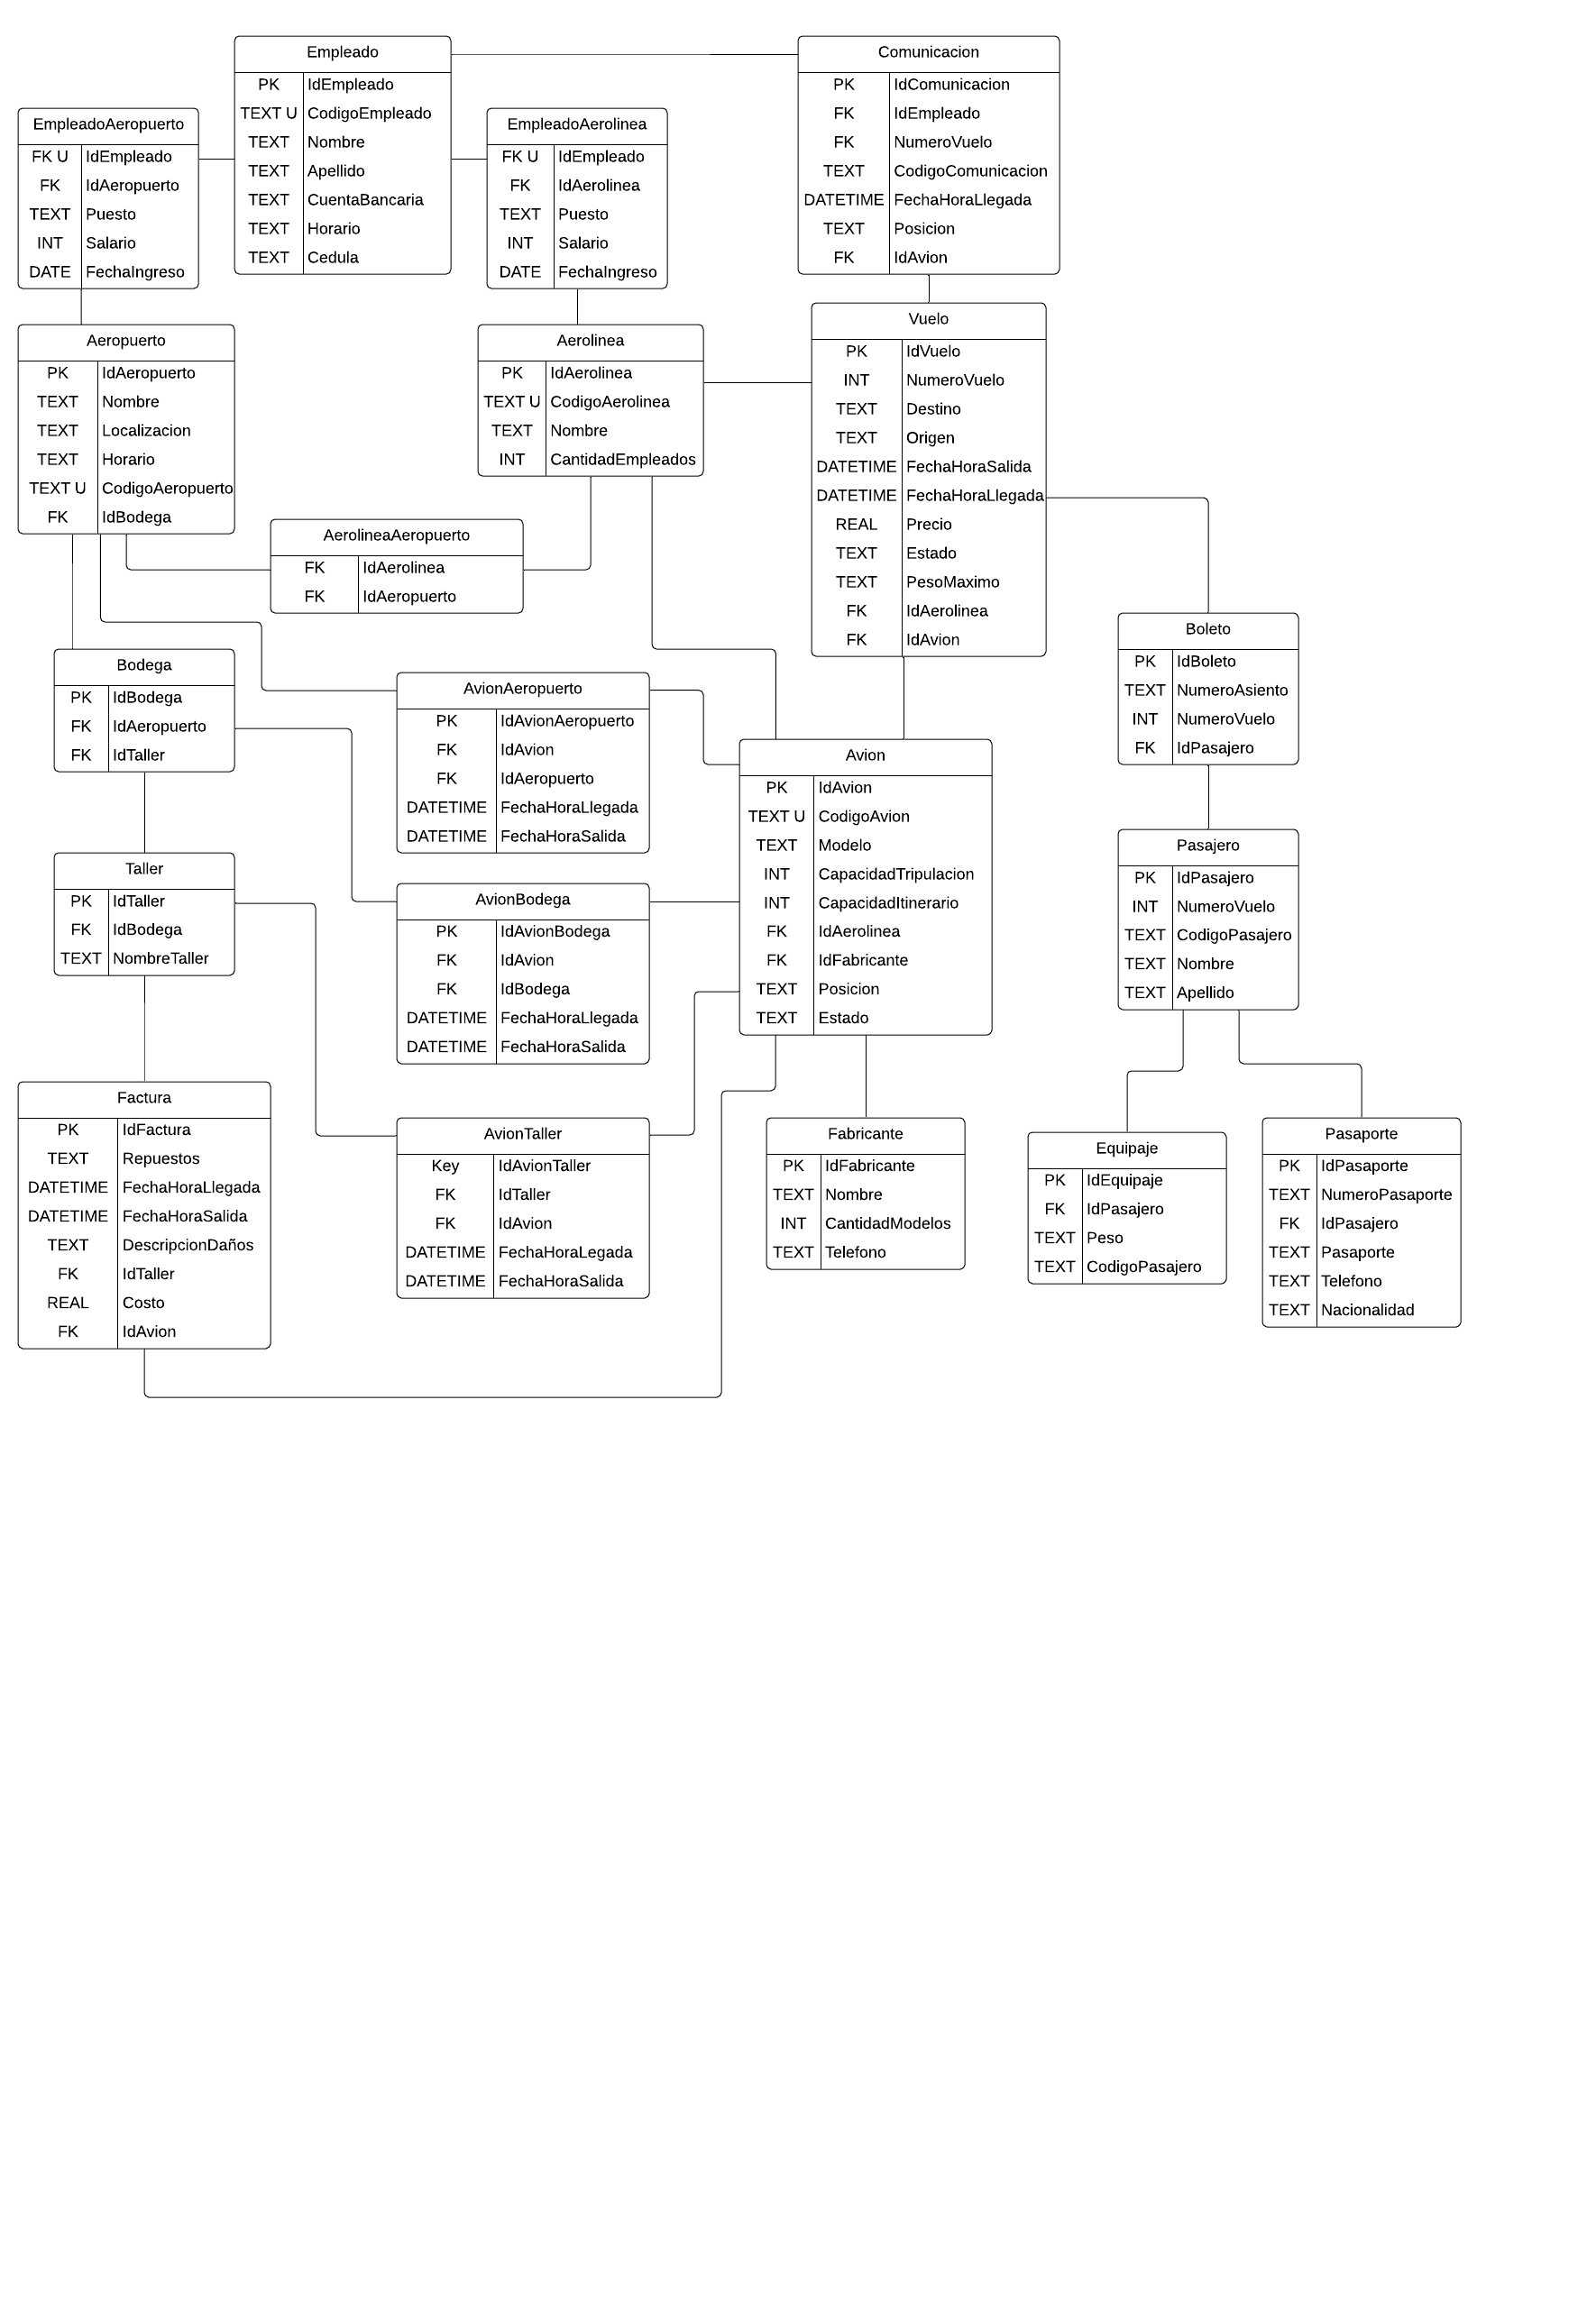 Empleado
PK IdEmpleado
TEXT U CodigoEmpleado
TEXT Nombre
TEXT Apellido
TEXT CuentaBancaria
TEXT Horario
TEXT Cedula
Comunicacion
PK IdComunicacion
FK IdEmpleado
FK NumeroVuelo
TEXT CodigoComunicacion
DATETIME FechaHoraLlegada
TEXT Posicion
FK IdAvion
EmpleadoAeropuerto
FK U IdEmpleado
FK IdAeropuerto
TEXT Puesto
INT Salario
DATE FechaIngreso
EmpleadoAerolinea
FK U IdEmpleado
FK IdAerolinea
TEXT Puesto
INT Salario
DATE FechaIngreso
Aeropuerto
PK IdAeropuerto
TEXT Nombre
TEXT Localizacion
TEXT Horario
TEXT U CodigoAeropuerto
FK IdBodega
Aerolinea
PK IdAerolinea
TEXT U CodigoAerolinea
TEXT Nombre
INT CantidadEmpleados
Vuelo
PK IdVuelo
INT NumeroVuelo
TEXT Destino
TEXT Origen
DATETIME FechaHoraSalida
DATETIME FechaHoraLlegada
REAL Precio
TEXT Estado
TEXT PesoMaximo
FK IdAerolinea
FK IdAvion
AerolineaAeropuerto
FK IdAerolinea
FK IdAeropuerto
Boleto
PK IdBoleto
TEXT NumeroAsiento
INT NumeroVuelo
FK IdPasajero
Bodega
PK IdBodega
FK IdAeropuerto
FK IdTaller
AvionAeropuerto
PK IdAvionAeropuerto
FK IdAvion
FK IdAeropuerto
DATETIME FechaHoraLlegada
DATETIME FechaHoraSalida
Avion
PK IdAvion
TEXT U CodigoAvion
TEXT Modelo
INT CapacidadTripulacion
INT CapacidadItinerario
FK IdAerolinea
FK IdFabricante
TEXT Posicion
TEXT Estado
Pasajero
PK IdPasajero
INT NumeroVuelo
TEXT CodigoPasajero
TEXT Nombre
TEXT Apellido
Taller
PK IdTaller
FK IdBodega
TEXT NombreTaller
AvionBodega
PK IdAvionBodega
FK IdAvion
FK IdBodega
DATETIME FechaHoraLlegada
DATETIME FechaHoraSalida
Factura
PK IdFactura
TEXT Repuestos
DATETIME FechaHoraLlegada
DATETIME FechaHoraSalida
TEXT DescripcionDaños
FK IdTaller
REAL Costo
FK IdAvion
AvionTaller
Key IdAvionTaller
FK IdTaller
FK IdAvion
DATETIME FechaHoraLegada
DATETIME FechaHoraSalida
Fabricante
PK IdFabricante
TEXT Nombre
INT CantidadModelos
TEXT Telefono
Equipaje
PK IdEquipaje
FK IdPasajero
TEXT Peso
TEXT CodigoPasajero
Pasaporte
PK IdPasaporte
TEXT NumeroPasaporte
FK IdPasajero
TEXT Pasaporte
TEXT Telefono
TEXT Nacionalidad